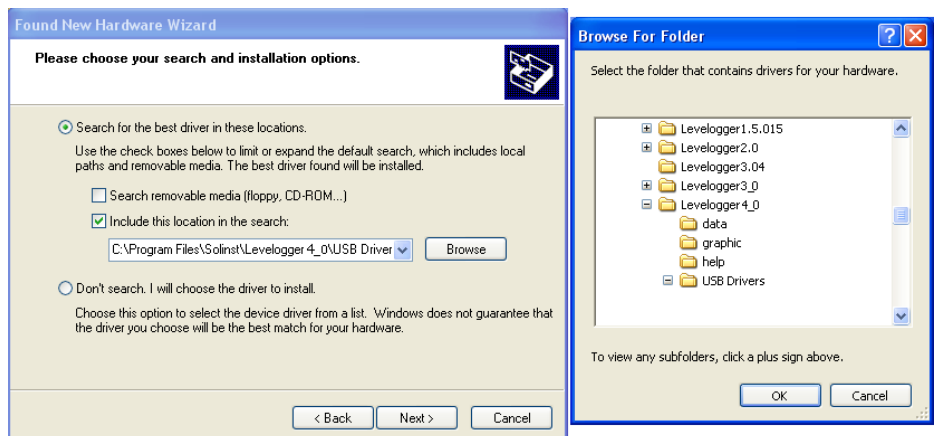 Found New Hardware Wizard
Please choose your search and installation options.
Search for the best driver in these locations.
Use the check boxes below to limit or expand the default search, which includes local
paths and removable media. The best driver found will be installed.
Search removable media (floppy, CD-ROM...)
Include this location in the search:
C:\Program Files\Solinst\Levelogger 4_0\USB Driver
Browse
Don't search. I will choose the driver to install.
Choose this option to select the device driver from a list. Windows does not guarantee that
the driver you choose will be the best match for your hardware.
< Back
Next >
Cancel
Browse For Folder
Select the folder that contains drivers for your hardware.
Levelogger1.5.015
Levelogger2.0
Levelogger3.04
Levelogger3_0
Levelogger4_0
data
graphic
help
USB Drivers
To view any subfolders, click a plus sign above.
OK
Cancel